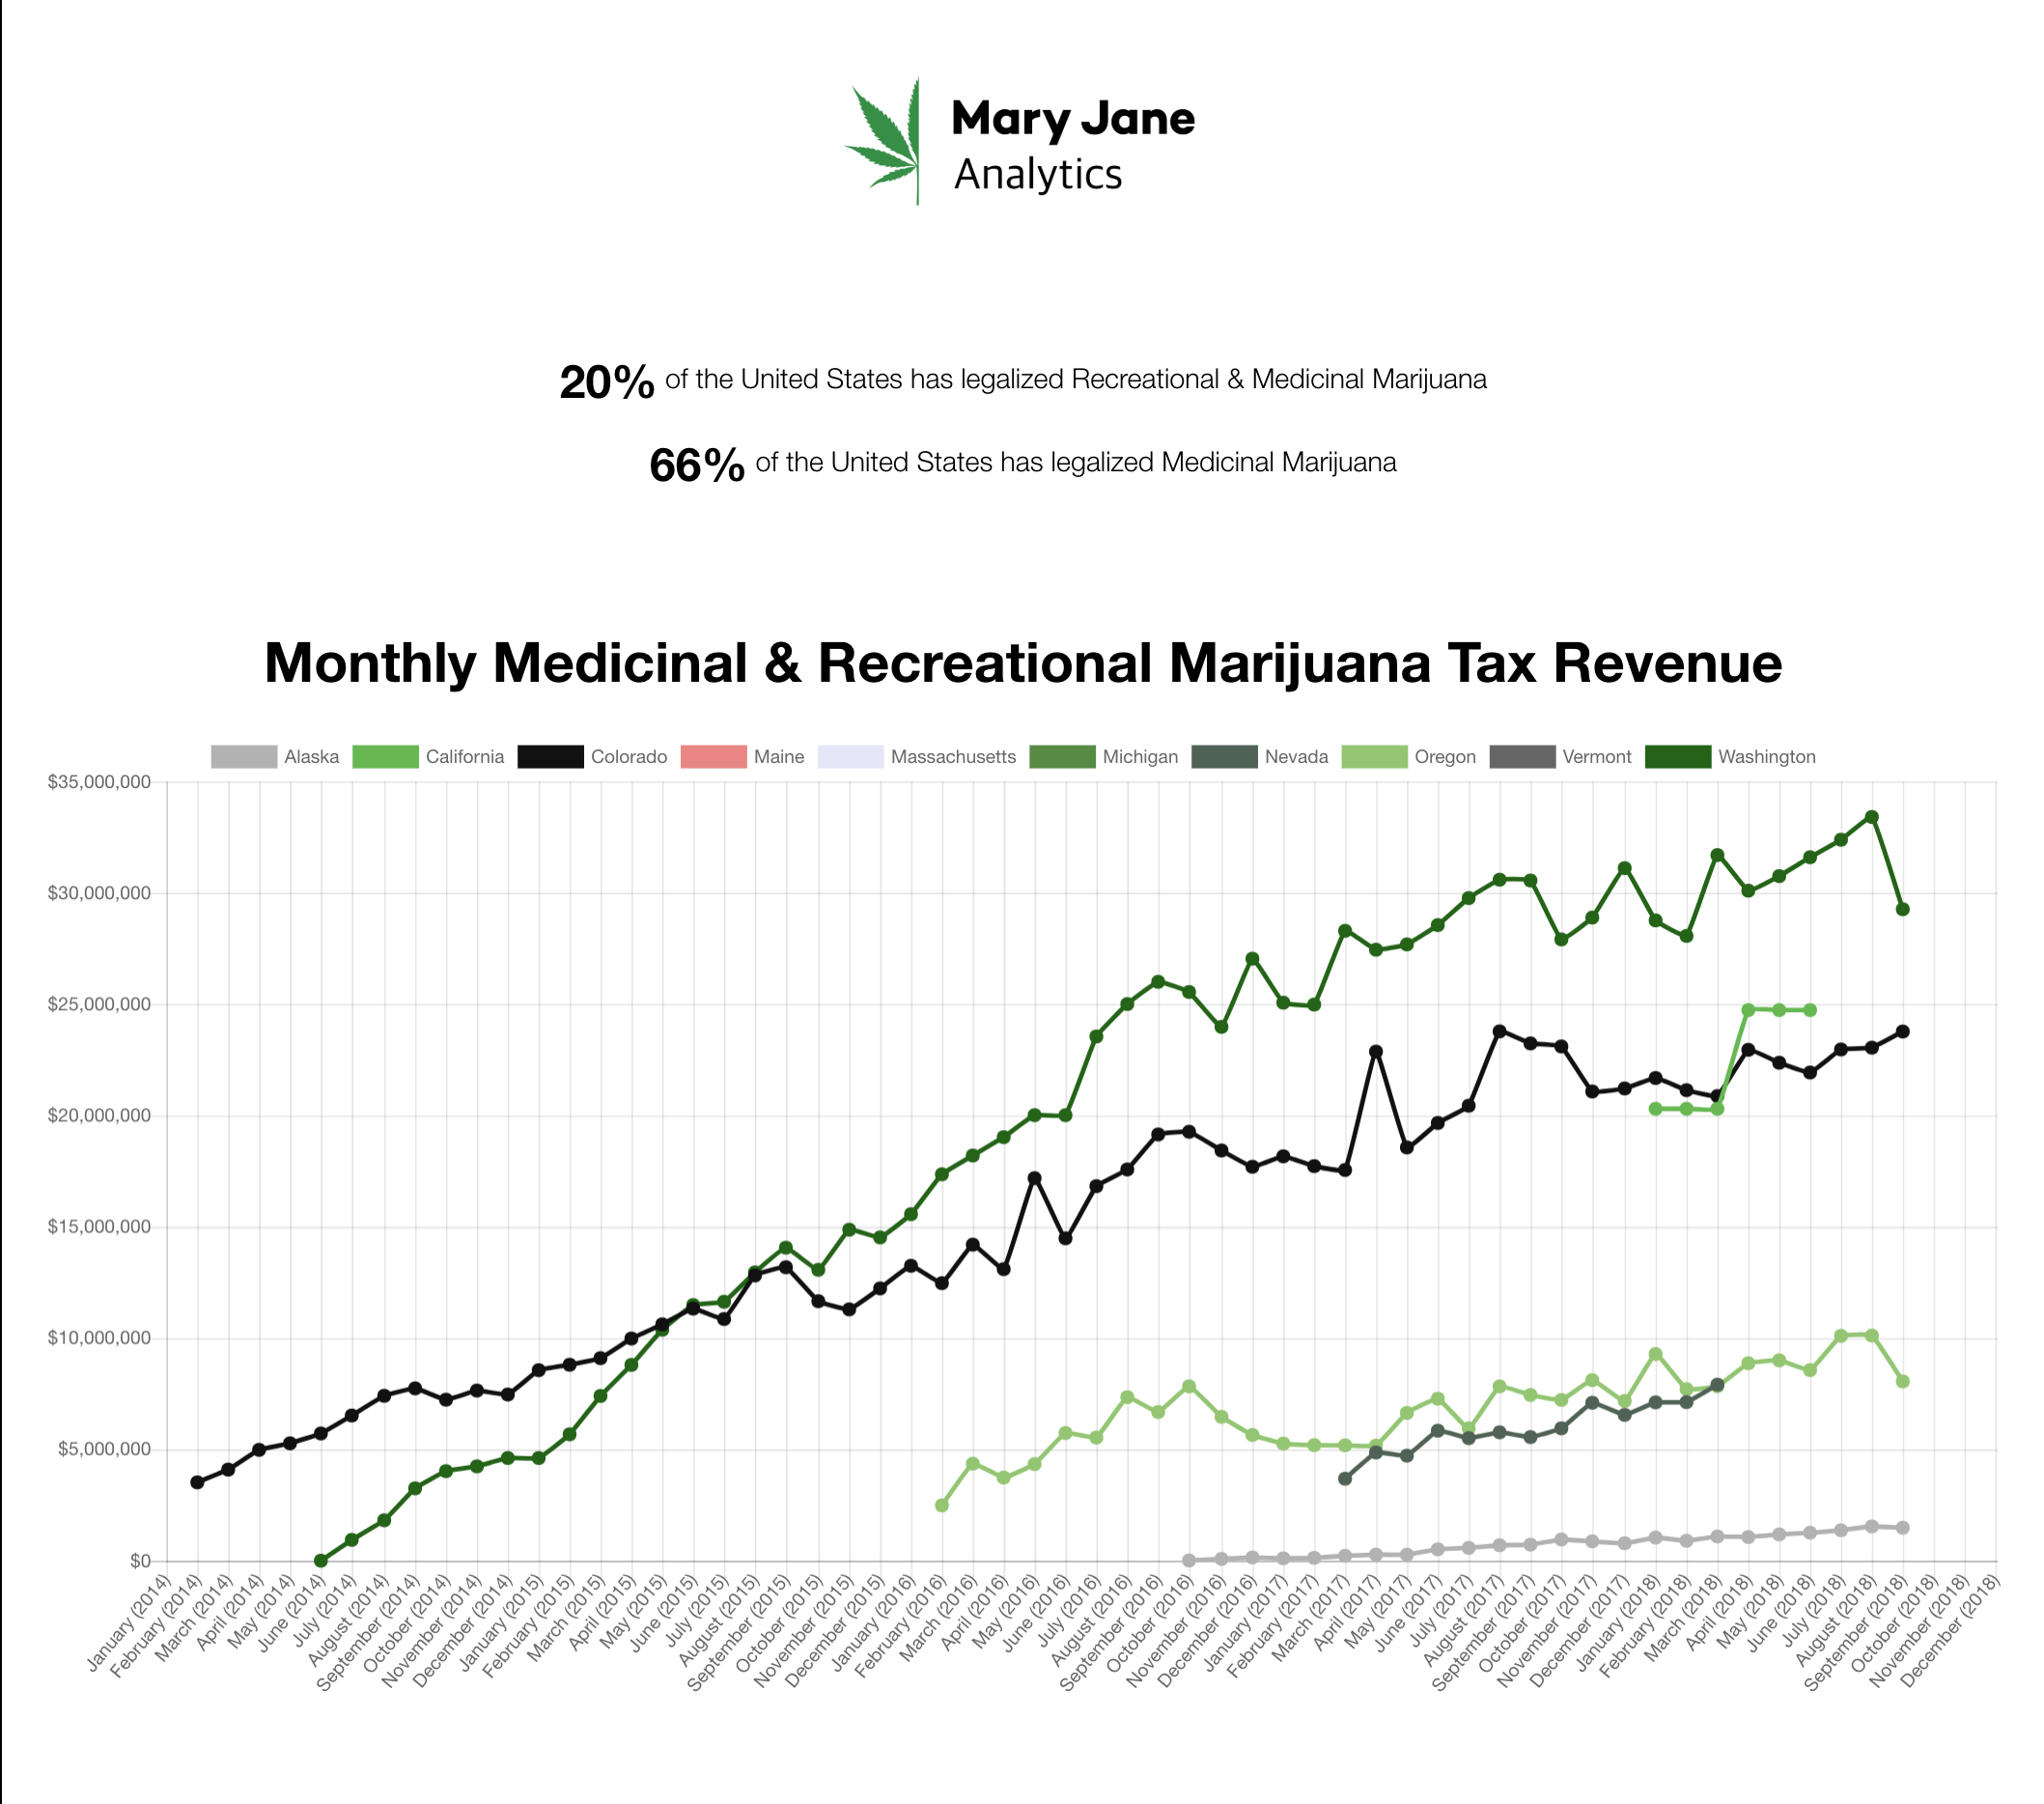 Mary Jane
Analytics
20% of the United States has legalized Recreational & Medicinal Marijuana
66% of the United States has legalized Medicinal Marijuana
Monthly Medicinal & Recreational Marijuana Tax Revenue
Alaska California Colorado Maine Massachusetts Michigan Nevada Oregon Vermont Washington
$35,000,000
$30,000,000
$25,000,000
$20,000,000
$15,000,000
$10,000,000
$5,000,000
$0
January (2014)
February (2014)
March (2014)
April (2014)
May (2014)
June (2014)
July (2014)
August (2014)
September (2014)
October (2014)
November (2014)
December (2014)
January (2015)
February (2015)
March (2015)
April (2015)
May (2015)
June (2015)
July (2015)
August (2015)
September (2015)
October (2015)
November (2015)
December (2015)
January (2016)
February (2016)
March (2016)
April (2016)
May (2016)
June (2016)
July (2016)
August (2016)
September (2016)
October (2016)
November (2016)
December (2016)
January (2017)
February (2017)
March (2017)
April (2017)
May (2017)
June (2017)
July (2017)
August (2017)
September (2017)
October (2017)
November (2017)
December (2017)
January (2018)
February (2018)
March (2018)
April (2018)
May (2018)
June (2018)
July (2018)
August (2018)
September (2018)
October (2018)
November (2018)
December (2018)